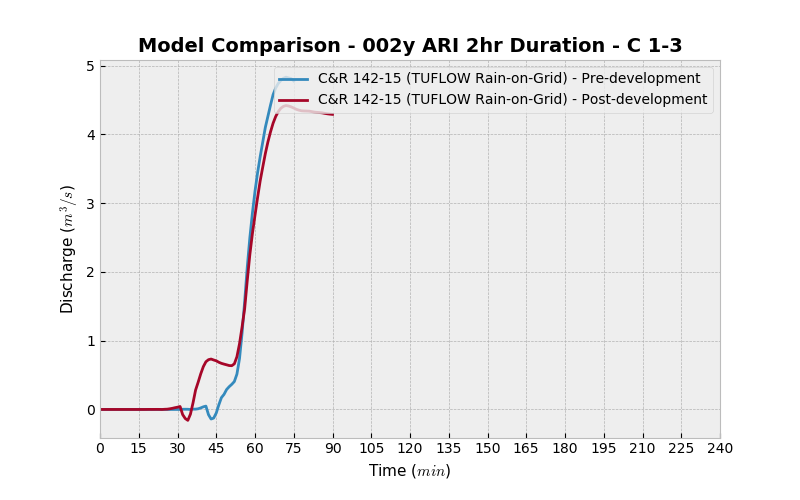 Model Comparison - 002y ARI 2hr Duration - C 1-3
C&R 142-15 (TUFLOW Rain-on-Grid) - Pre-development
C&R 142-15 (TUFLOW Rain-on-Grid) - Post-development
5
4
3
2
1
0
Discharge (m³/s)
0 15 30 45 60 75 90 105 120 135 150 165 180 195 210 225 240
Time (min)